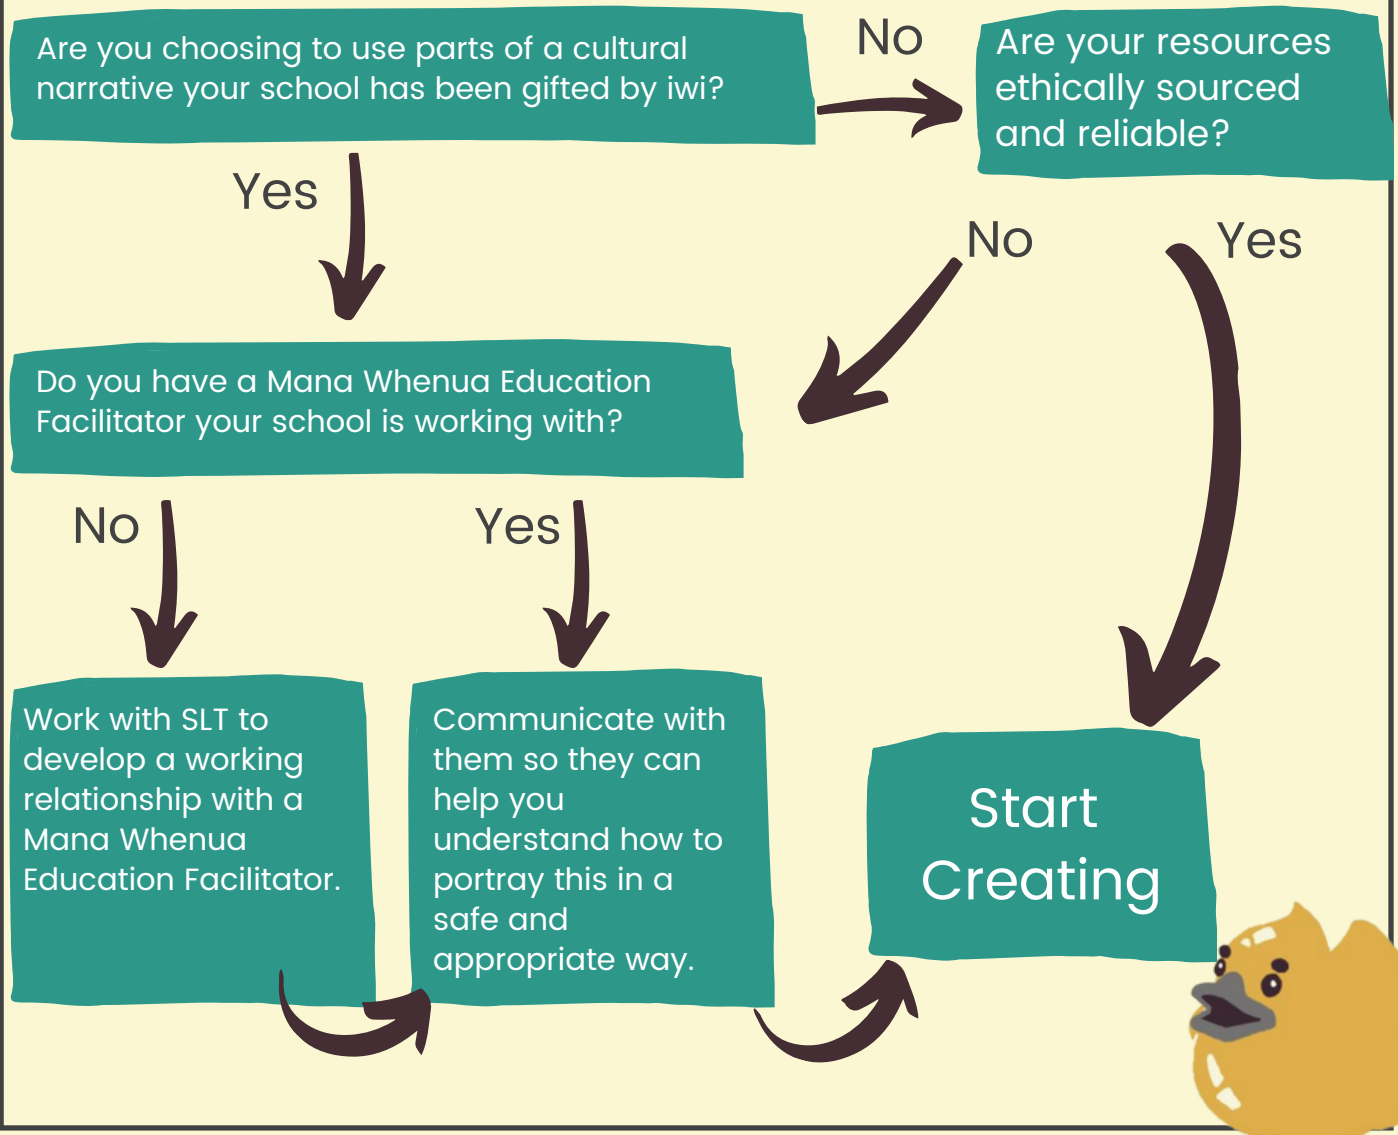 Are you choosing to use parts of a cultural
narrative your school has been gifted by iwi?
No
Are your resources
ethically sourced
and reliable?
Yes
No
Yes
Do you have a Mana Whenua Education
Facilitator your school is working with?
No
Yes
Work with SLT to
develop a working
relationship with a
Mana Whenua
Education Facilitator.
Communicate with
them so they can
help you
understand how to
portray this in a
safe and
appropriate way.
Start
Creating